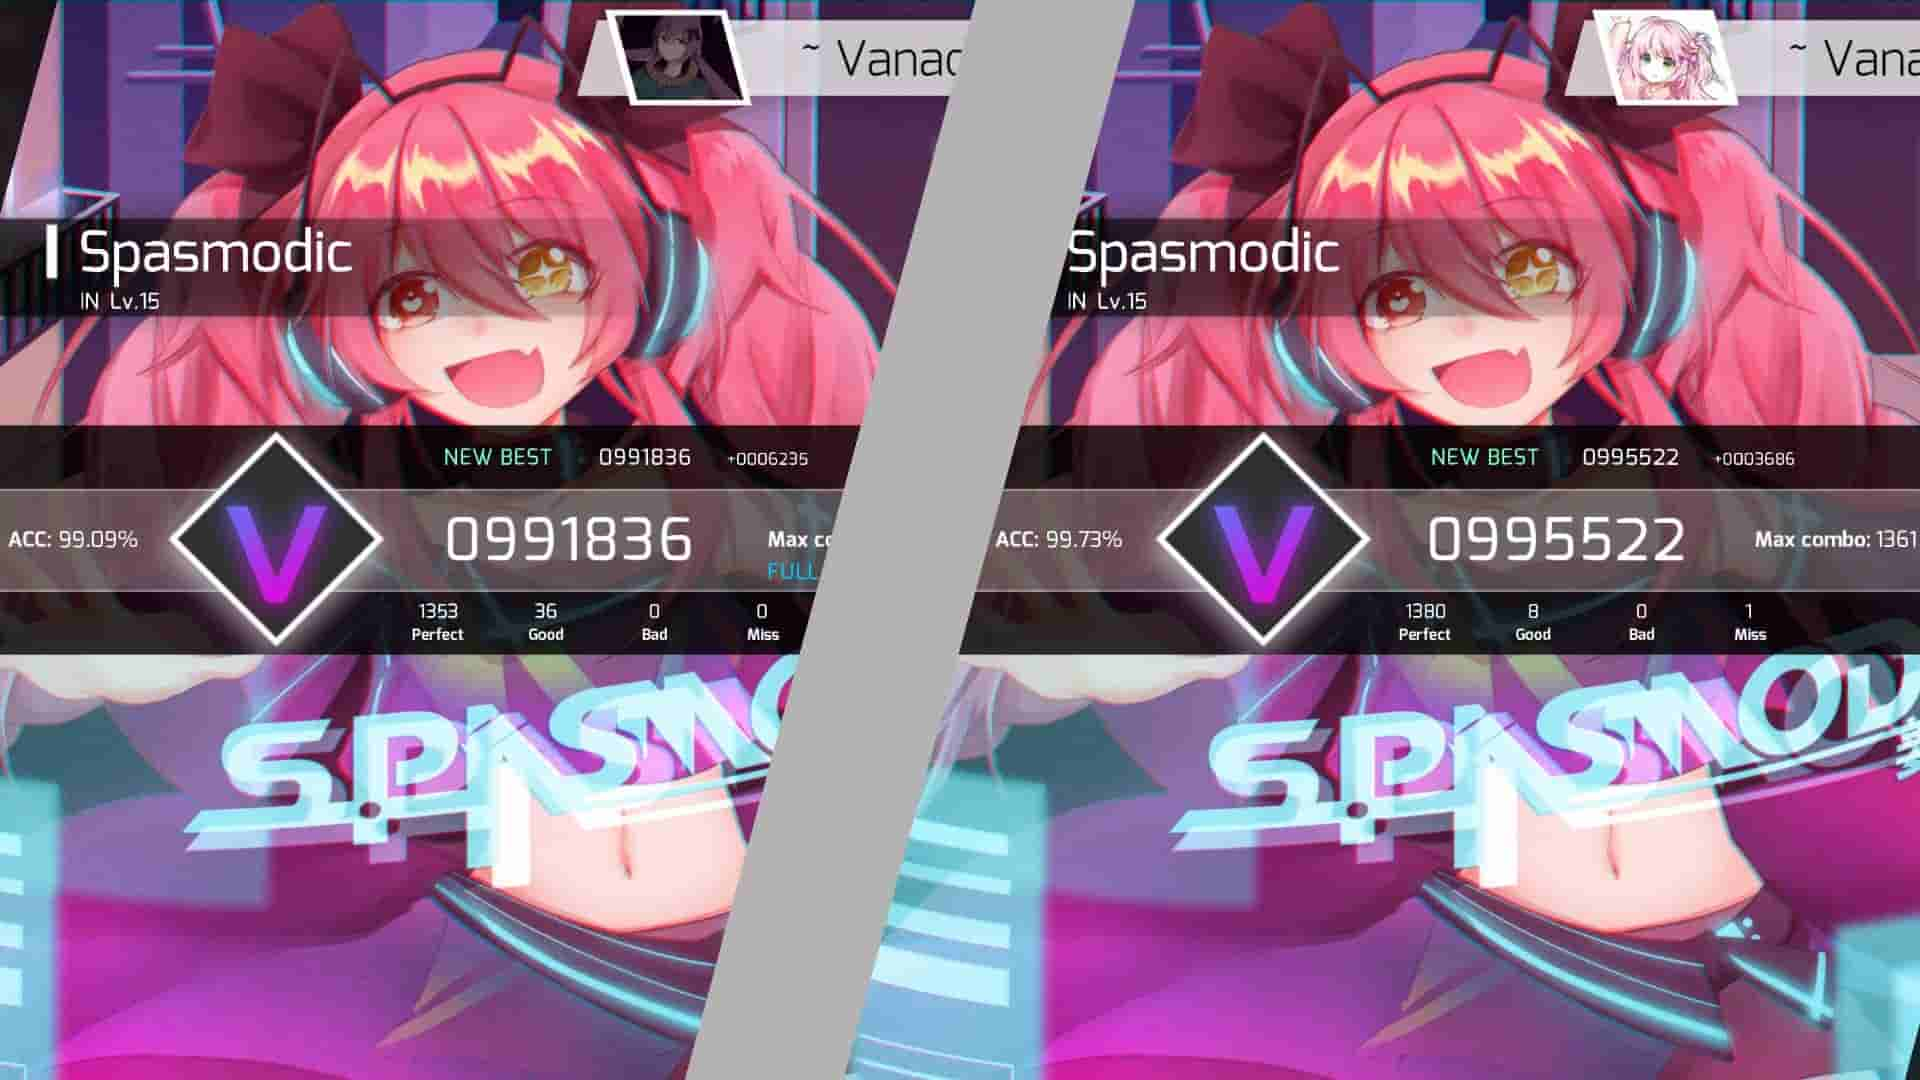 ~ Vanac
Spasmodic
IN Lv.15
NEW BEST 0991836 +0006235
ACC: 99.09%
V
0991836
Max co
FULL
1353 36 0 0
Perfect Good Bad Miss
SPASMO
~ Vana
Spasmodic
IN Lv.15
NEW BEST 0995522 +0003686
ACC: 99.73%
V
0995522
Max combo: 1361
1380 8 0 1
Perfect Good Bad Miss
SPASMOD